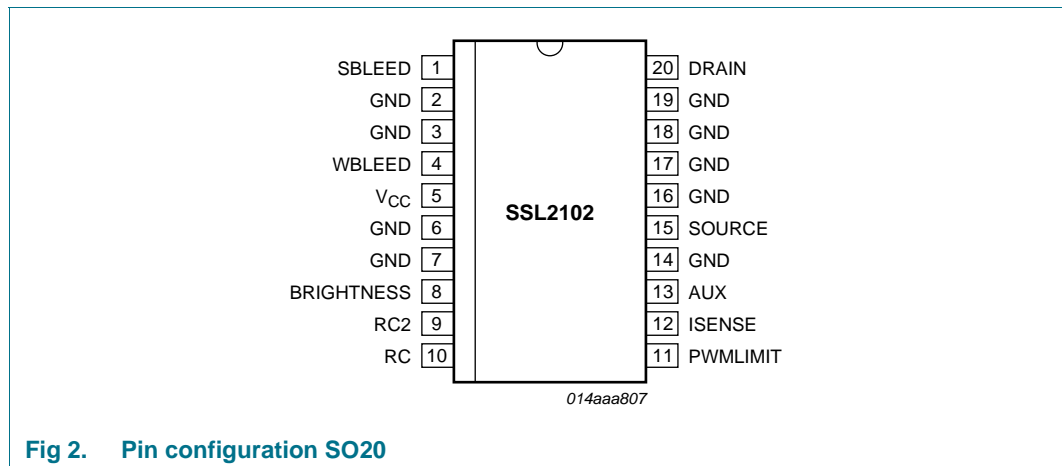 SBLEED 1 20 DRAIN
GND 2 19 GND
GND 3 18 GND
WBLEED 4 17 GND
VCC 5 16 GND
SSL2102
GND 6 15 SOURCE
GND 7 14 GND
BRIGHTNESS 8 13 AUX
RC2 9 12 ISENSE
RC 10 11 PWMLIMIT
014aaa807
Fig 2. Pin configuration SO20